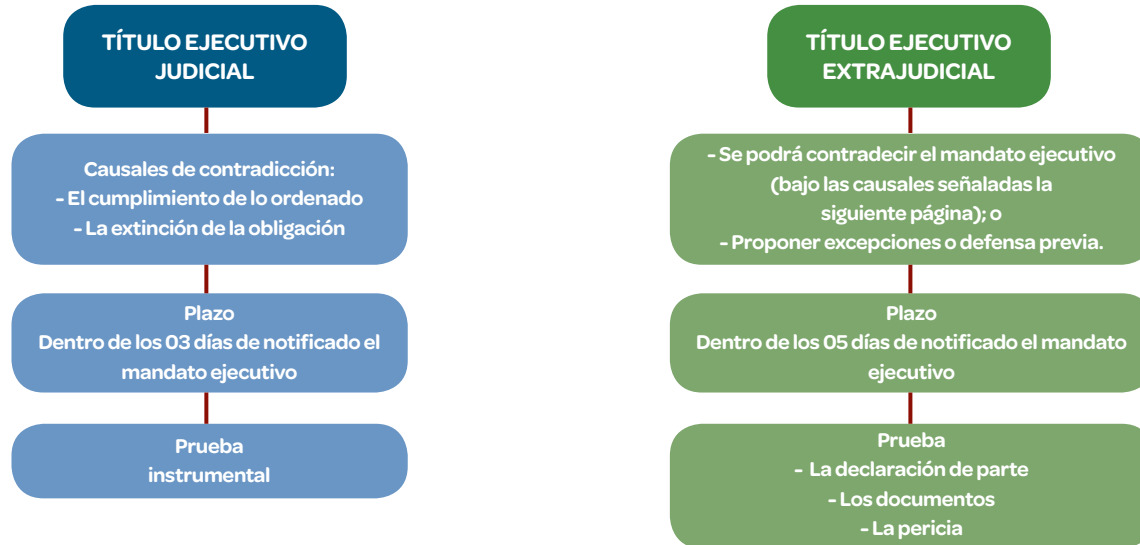 TÍTULO EJECUTIVO
JUDICIAL
Causales de contradicción:
- El cumplimiento de lo ordenado
- La extinción de la obligación
Plazo
Dentro de los 03 días de notificado el
mandato ejecutivo
Prueba
instrumental
TÍTULO EJECUTIVO
EXTRAJUDICIAL
- Se podrá contradecir el mandato ejecutivo
(bajo las causales señaladas la
siguiente página); o
- Proponer excepciones o defensa previa.
Plazo
Dentro de los 05 días de notificado el mandato
ejecutivo
Prueba
- La declaración de parte
- Los documentos
- La pericia